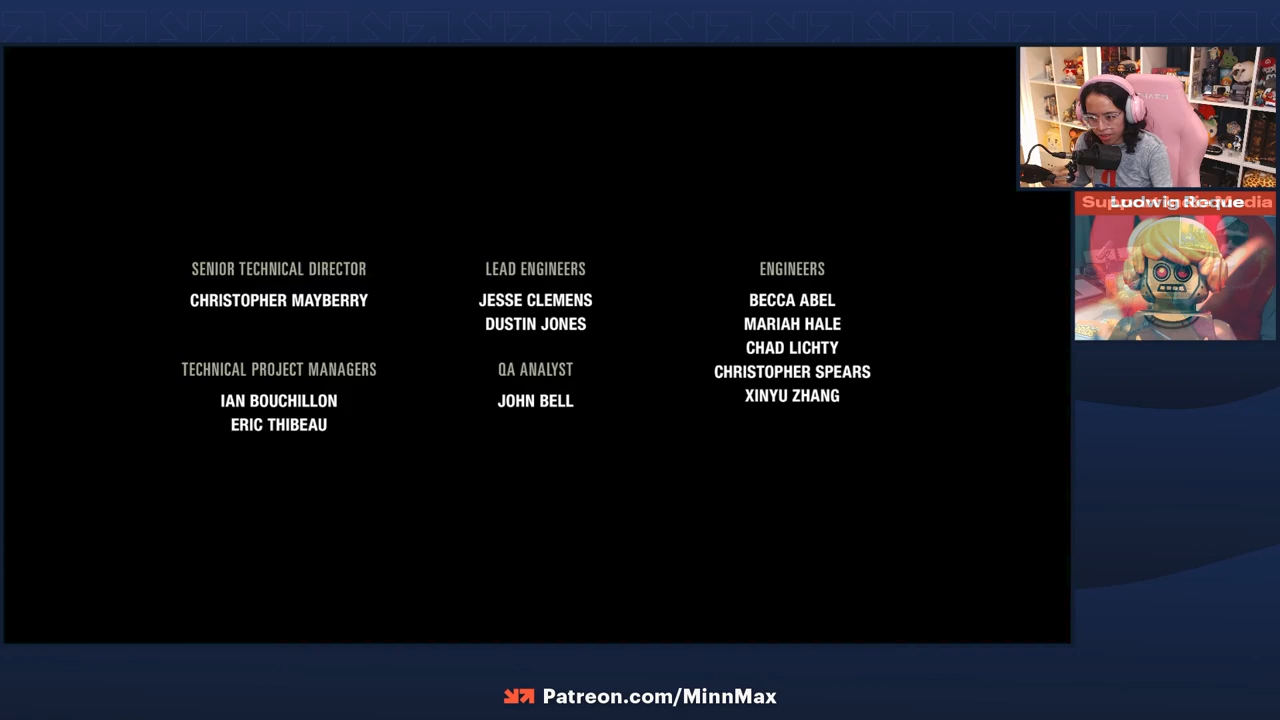 SENIOR TECHNICAL DIRECTOR
CHRISTOPHER MAYBERRY
TECHNICAL PROJECT MANAGERS
IAN BOUCHILLON
ERIC THIBEAU
LEAD ENGINEERS
JESSE CLEMENS
DUSTIN JONES
QA ANALYST
JOHN BELL
ENGINEERS
BECCA ABEL
MARIAH HALE
CHAD LICHTY
CHRISTOPHER SPEARS
XINYU ZHANG
Ludwig Roque
Patreon.com/MinnMax